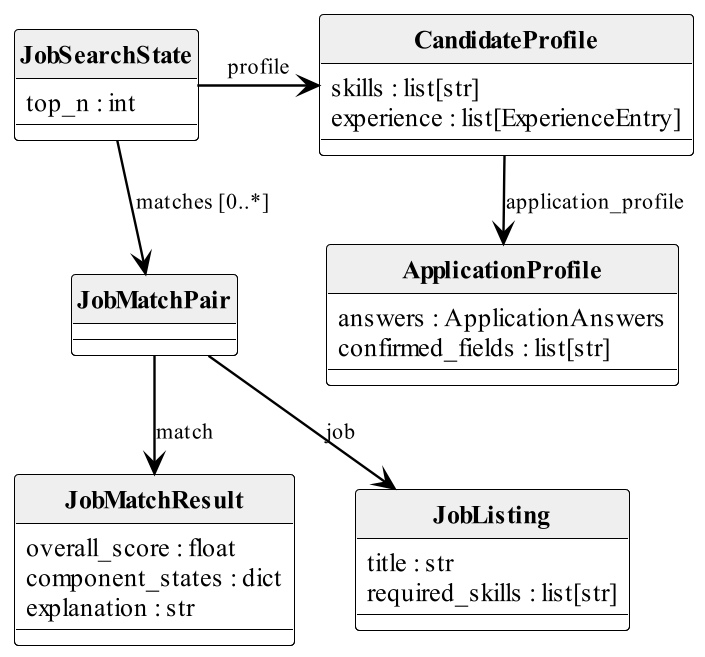 JobSearchState
top_n : int
profile
CandidateProfile
skills : list[str]
experience : list[ExperienceEntry]
matches [0..*]
application_profile
JobMatchPair
ApplicationProfile
answers : ApplicationAnswers
confirmed_fields : list[str]
match
job
JobMatchResult
overall_score : float
component_states : dict
explanation : str
JobListing
title : str
required_skills : list[str]